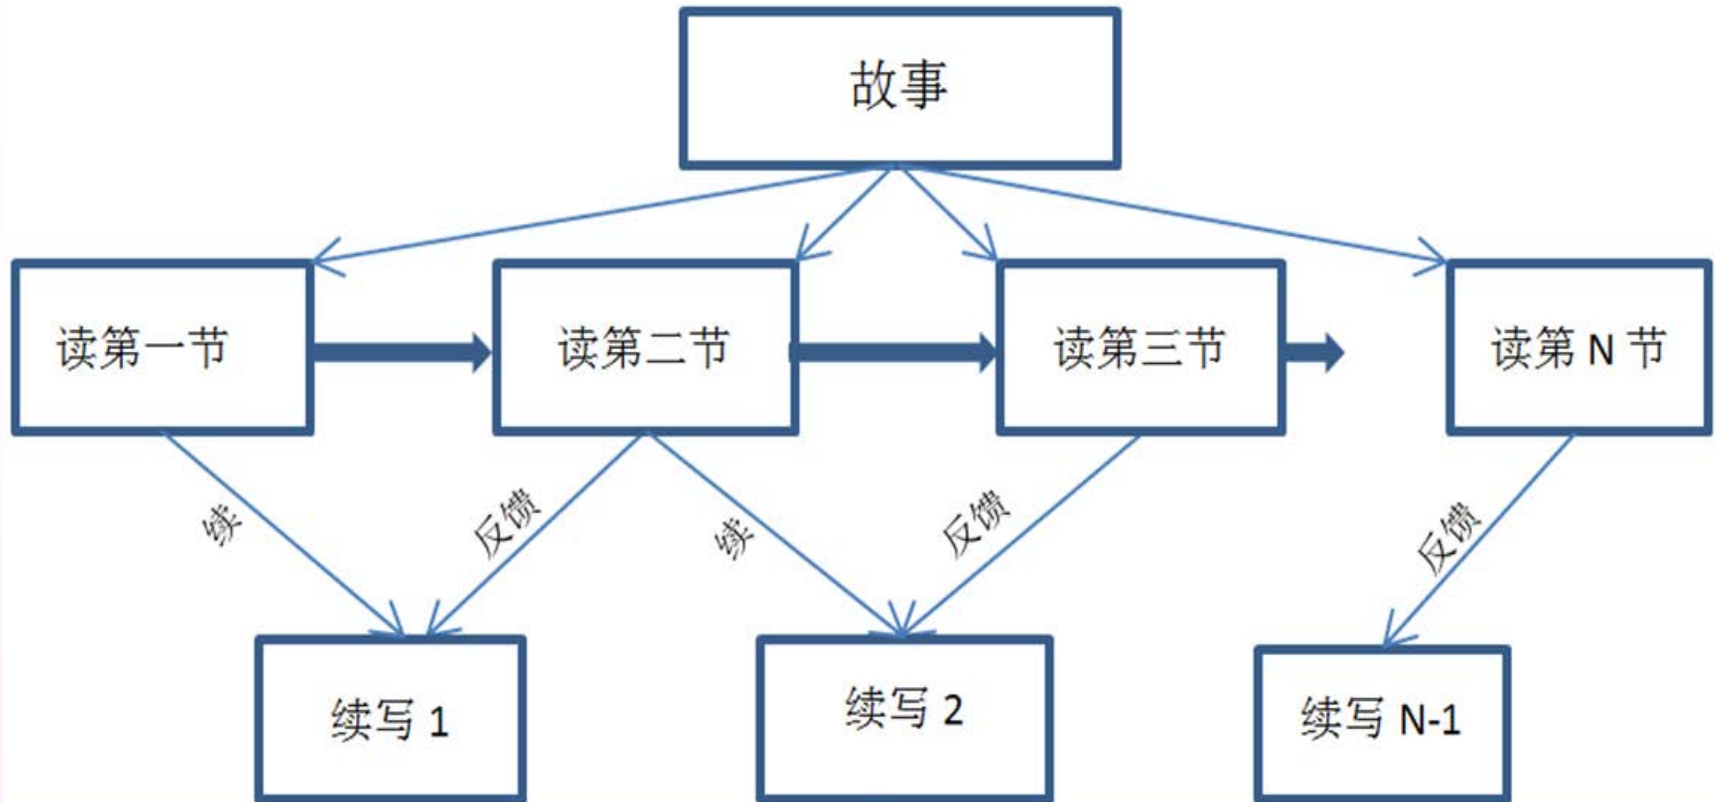 故事
读第一节
读第二节
读第三节
读第 N 节
续
反馈
续
反馈
反馈
续写 1
续写 2
续写 N-1